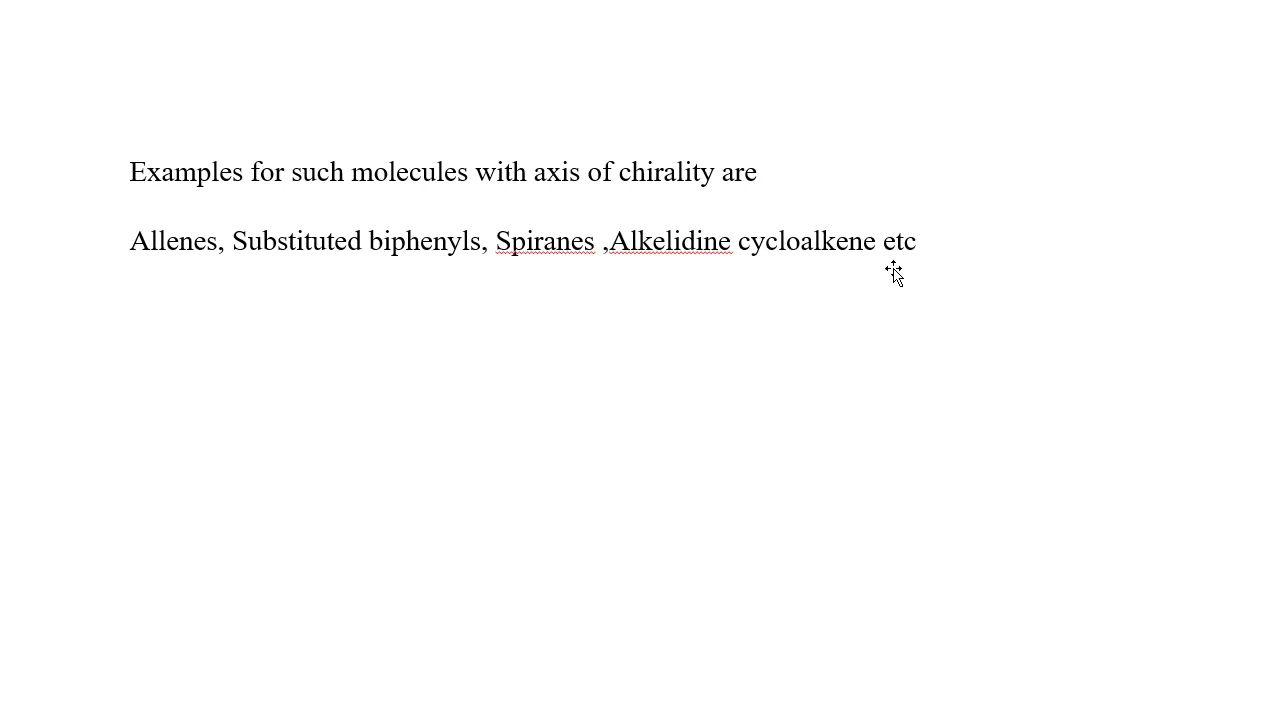 Examples for such molecules with axis of chirality are
Allenes, Substituted biphenyls, Spiranes ,Alkelidine cycloalkene etc